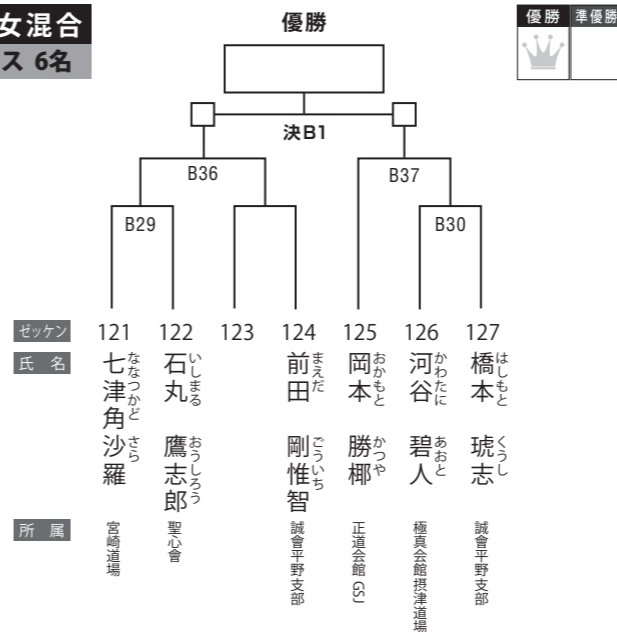 女混合
ス 6名
優勝
優勝 準優勝
決B1
B36 B37
B29 B30
ゼッケン 121 122 123 124 125 126 127
氏 名
七津角 沙羅
ななつかど さら
石丸 鷹志郎
いしまる おうしろう
前田 剛惟智
まえだ ごういち
岡本 勝椰
おかもと かつや
河谷 碧人
かわたに あおと
橋本 琥志
はしもと くうし
所 属
宮崎道場
聖心會
誠會平野支部
正道会館 GSJ
極真会館摂津道場
誠會平野支部